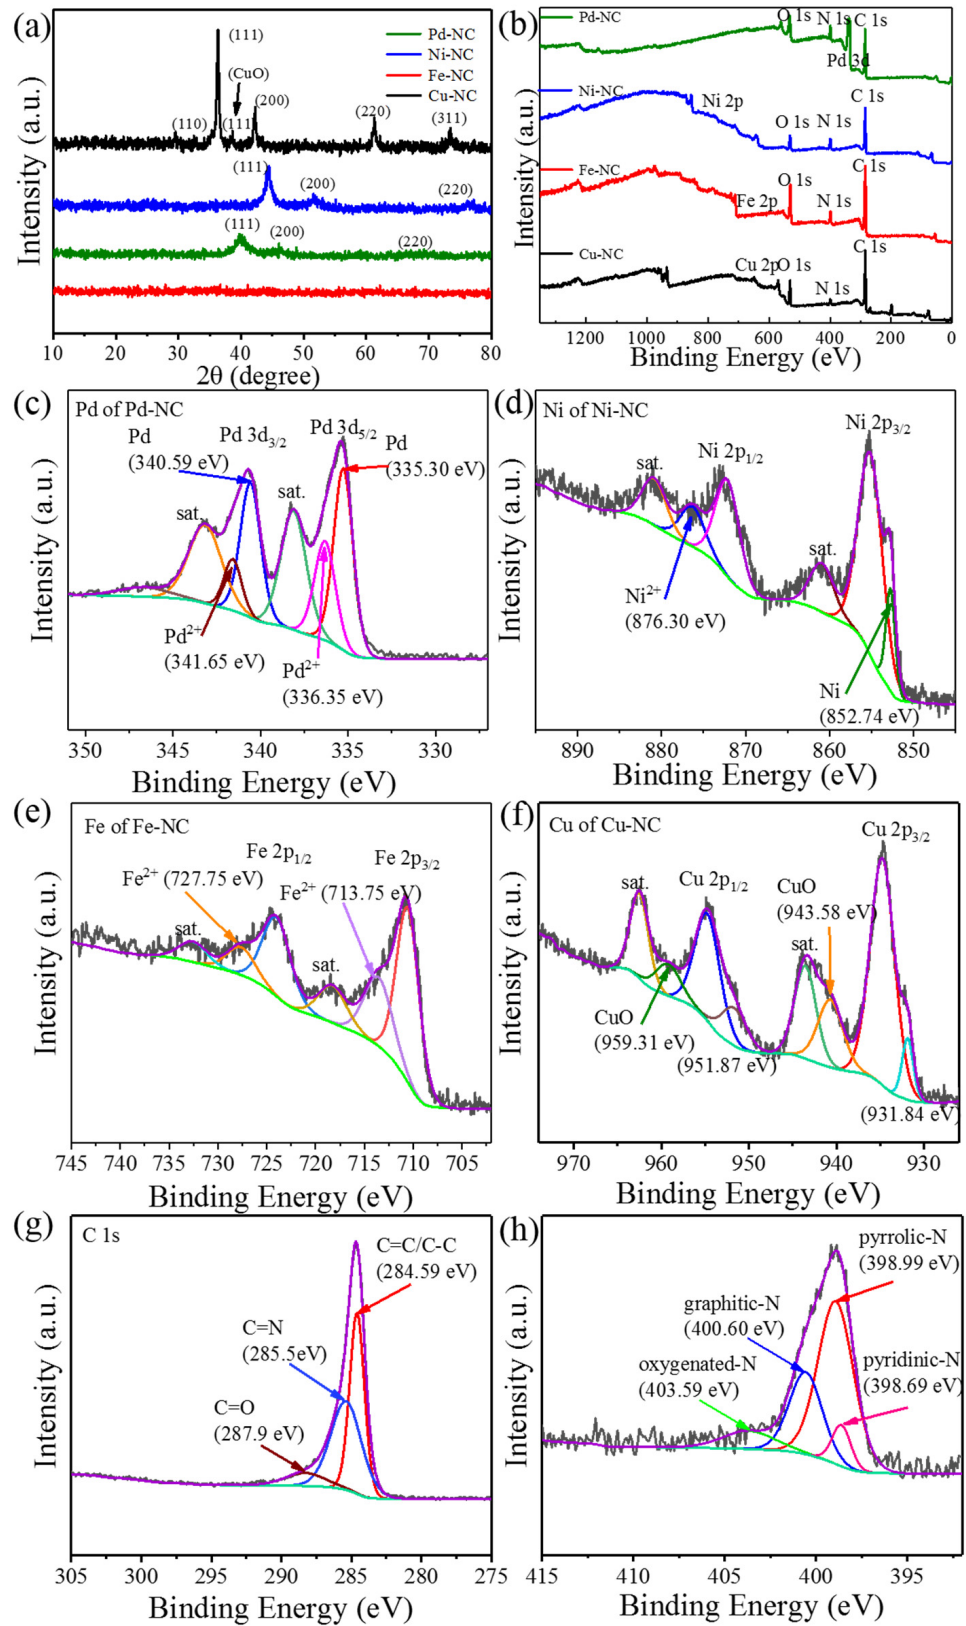 (a)
Pd-NC
Ni-NC
Fe-NC
Cu-NC
(111)
(CuO)
(110)
(111)
(200)
(220)
(311)
(111)
(200)
(220)
(111)
(200)
(220)
Intensity (a.u.)
10 20 30 40 50 60 70 80
2θ (degree)
(b)
Pd-NC
O 1s
N 1s
C 1s
Pd 3d
Ni-NC
Ni 2p
O 1s
N 1s
C 1s
Fe-NC
Fe 2p
O 1s
N 1s
C 1s
Cu-NC
Cu 2p
O 1s
N 1s
C 1s
Intensity (a.u.)
1200 1000 800 600 400 200 0
Binding Energy (eV)
(c)
Pd of Pd-NC
Pd
(340.59 eV)
Pd 3d3/2
Pd 3d5/2
Pd
(335.30 eV)
sat.
sat.
Pd2+
(341.65 eV)
Pd2+
(336.35 eV)
Intensity (a.u.)
350 345 340 335 330
Binding Energy (eV)
(d)
Ni of Ni-NC
Ni 2p3/2
Ni 2p1/2
sat.
sat.
Ni2+
(876.30 eV)
Ni
(852.74 eV)
Intensity (a.u.)
890 880 870 860 850
Binding Energy (eV)
(e)
Fe of Fe-NC
Fe 2p1/2
Fe 2p3/2
Fe2+ (727.75 eV)
Fe2+ (713.75 eV)
sat.
sat.
Intensity (a.u.)
745 740 735 730 725 720 715 710 705
Binding Energy (eV)
(f)
Cu of Cu-NC
Cu 2p3/2
sat.
Cu 2p1/2
CuO
(943.58 eV)
sat.
CuO
(959.31 eV)
(951.87 eV)
(931.84 eV)
Intensity (a.u.)
970 960 950 940 930
Binding Energy (eV)
(g)
C 1s
C=C/C-C
(284.59 eV)
C=N
(285.5eV)
C=O
(287.9 eV)
Intensity (a.u.)
305 300 295 290 285 280 275
Binding Energy (eV)
(h)
pyrrolic-N
(398.99 eV)
graphitic-N
(400.60 eV)
oxygenated-N
(403.59 eV)
pyridinic-N
(398.69 eV)
Intensity (a.u.)
415 410 405 400 395
Binding Energy (eV)